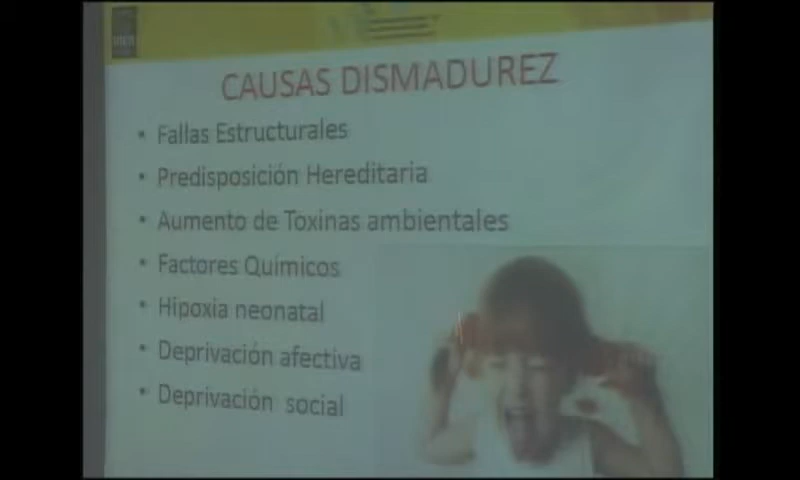 CAUSAS DISMADUREZ
• Fallas Estructurales
• Predisposición Hereditaria
• Aumento de Toxinas ambientales
• Factores Químicos
• Hipoxia neonatal
• Deprivación afectiva
• Deprivación social